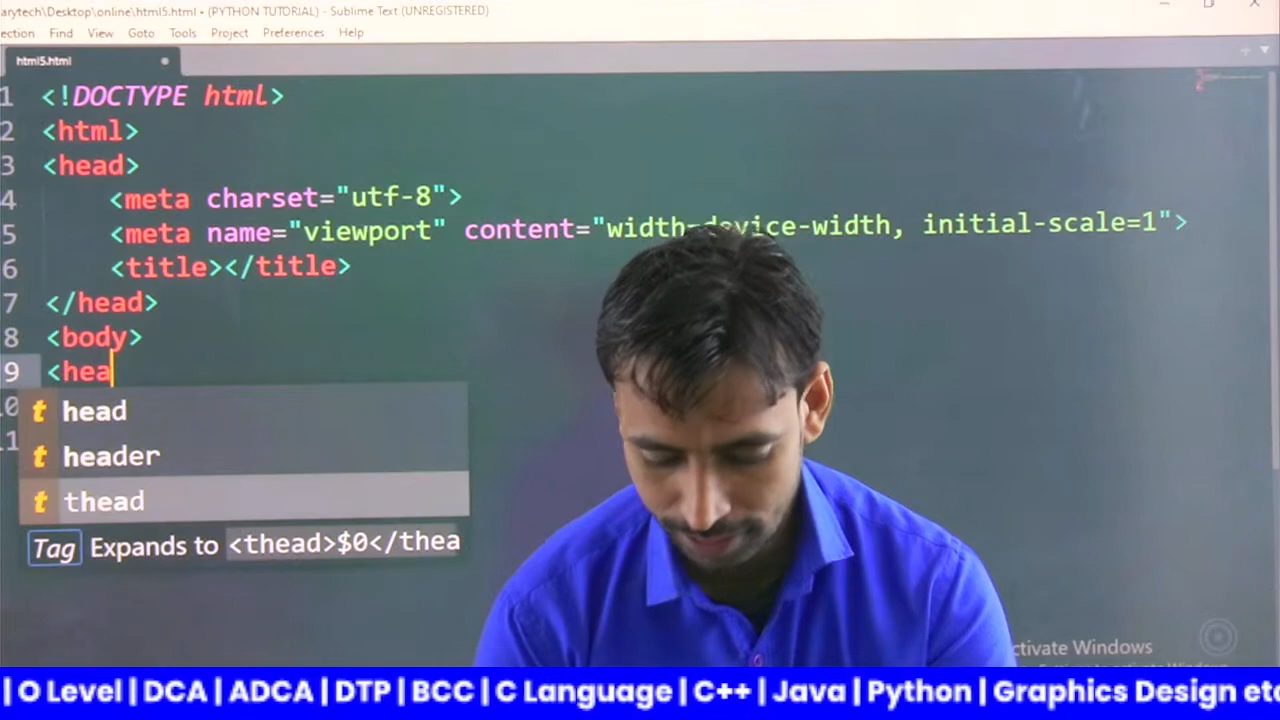 arytech\Desktop\online\html5.html • (PYTHON TUTORIAL) - Sublime Text (UNREGISTERED)
ection Find View Goto Tools Project Preferences Help
html5.html
1 <!DOCTYPE html>
2 <html>
3 <head>
4 <meta charset="utf-8">
5 <meta name="viewport" content="width=device-width, initial-scale=1">
6 <title></title>
7 </head>
8 <body>
9 <hea
10
t head
11
t header
t thead
Tag Expands to <thead>$0</thea
ctivate Windows
| O Level | DCA | ADCA | DTP | BCC | C Language | C++ | Java | Python | Graphics Design etc